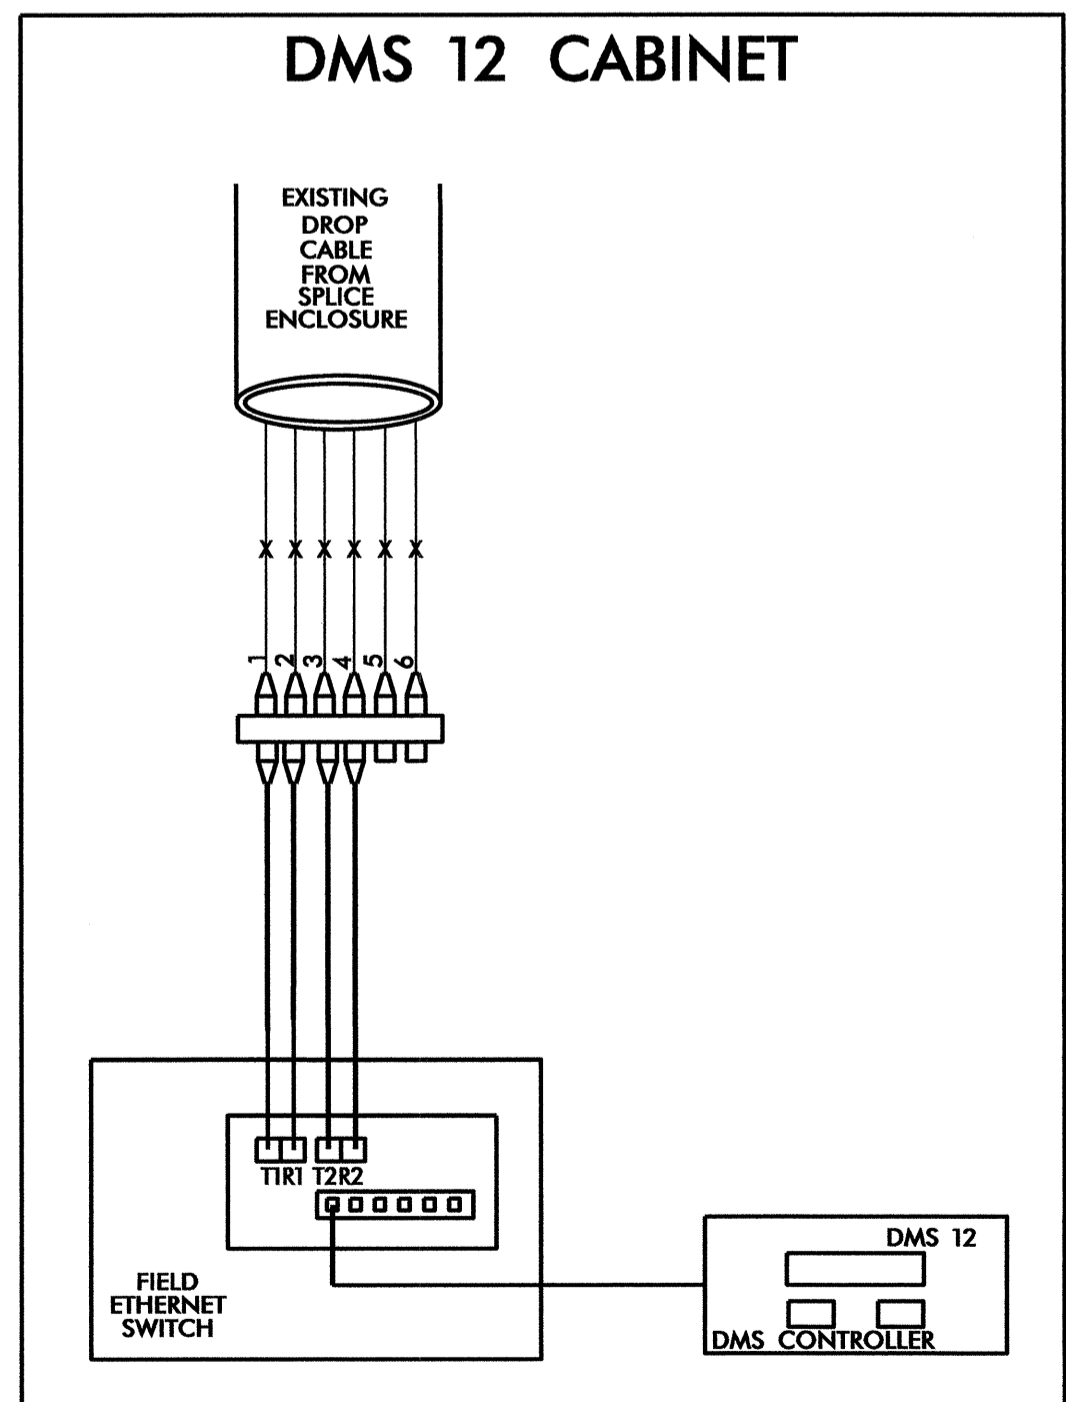 DMS 12 CABINET
EXISTING
DROP
CABLE
FROM
SPLICE
ENCLOSURE
X X X X X X
1 2 3 4 5 6
T1R1 T2R2
FIELD
ETHERNET
SWITCH
DMS 12
DMS CONTROLLER